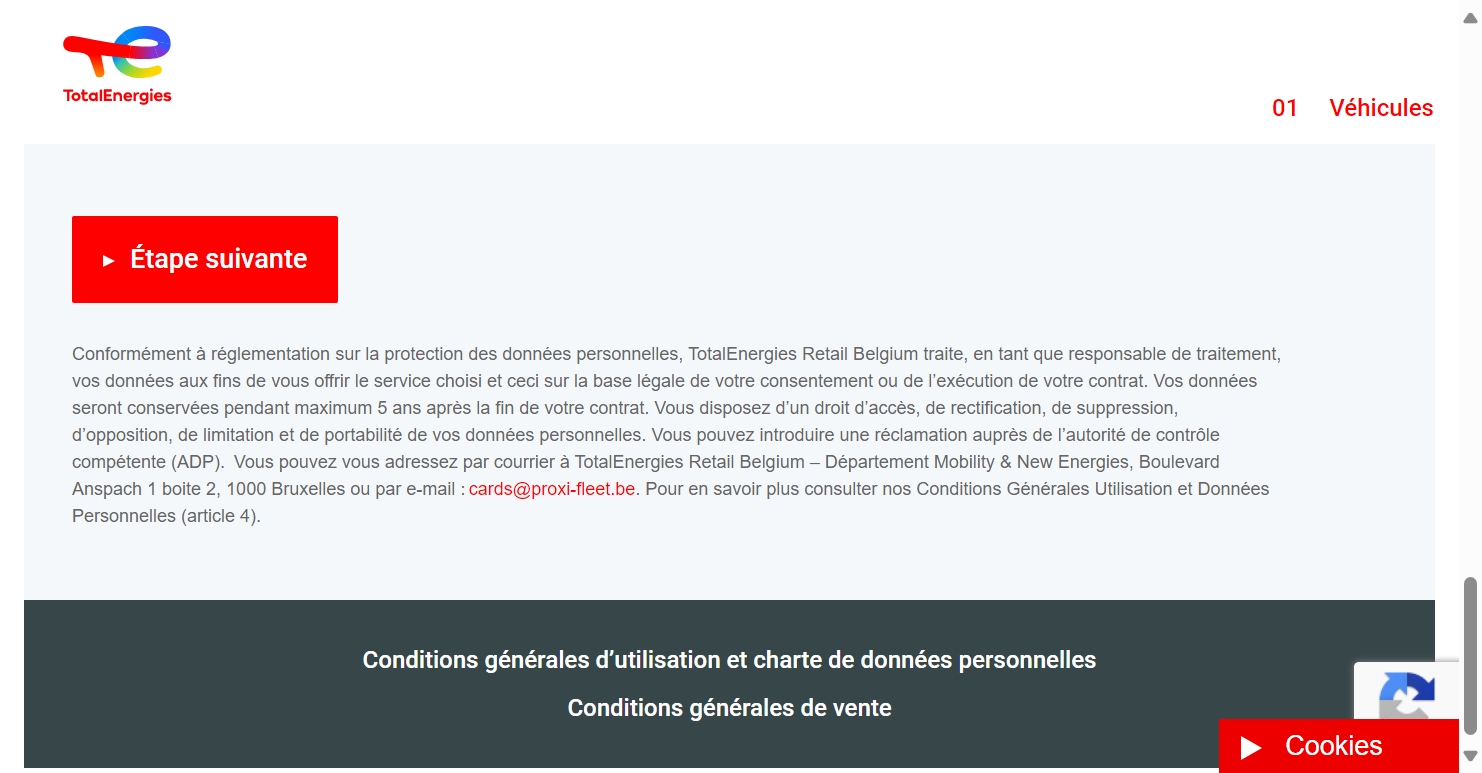 TotalEnergies
01 Véhicules
► Étape suivante
Conformément à réglementation sur la protection des données personnelles, TotalEnergies Retail Belgium traite, en tant que responsable de traitement,
vos données aux fins de vous offrir le service choisi et ceci sur la base légale de votre consentement ou de l’exécution de votre contrat. Vos données
seront conservées pendant maximum 5 ans après la fin de votre contrat. Vous disposez d’un droit d’accès, de rectification, de suppression,
d’opposition, de limitation et de portabilité de vos données personnelles. Vous pouvez introduire une réclamation auprès de l’autorité de contrôle
compétente (ADP).  Vous pouvez vous adressez par courrier à TotalEnergies Retail Belgium – Département Mobility & New Energies, Boulevard
Anspach 1 boite 2, 1000 Bruxelles ou par e-mail : cards@proxi-fleet.be. Pour en savoir plus consulter nos Conditions Générales Utilisation et Données
Personnelles (article 4).
Conditions générales d’utilisation et charte de données personnelles
Conditions générales de vente
Cookies